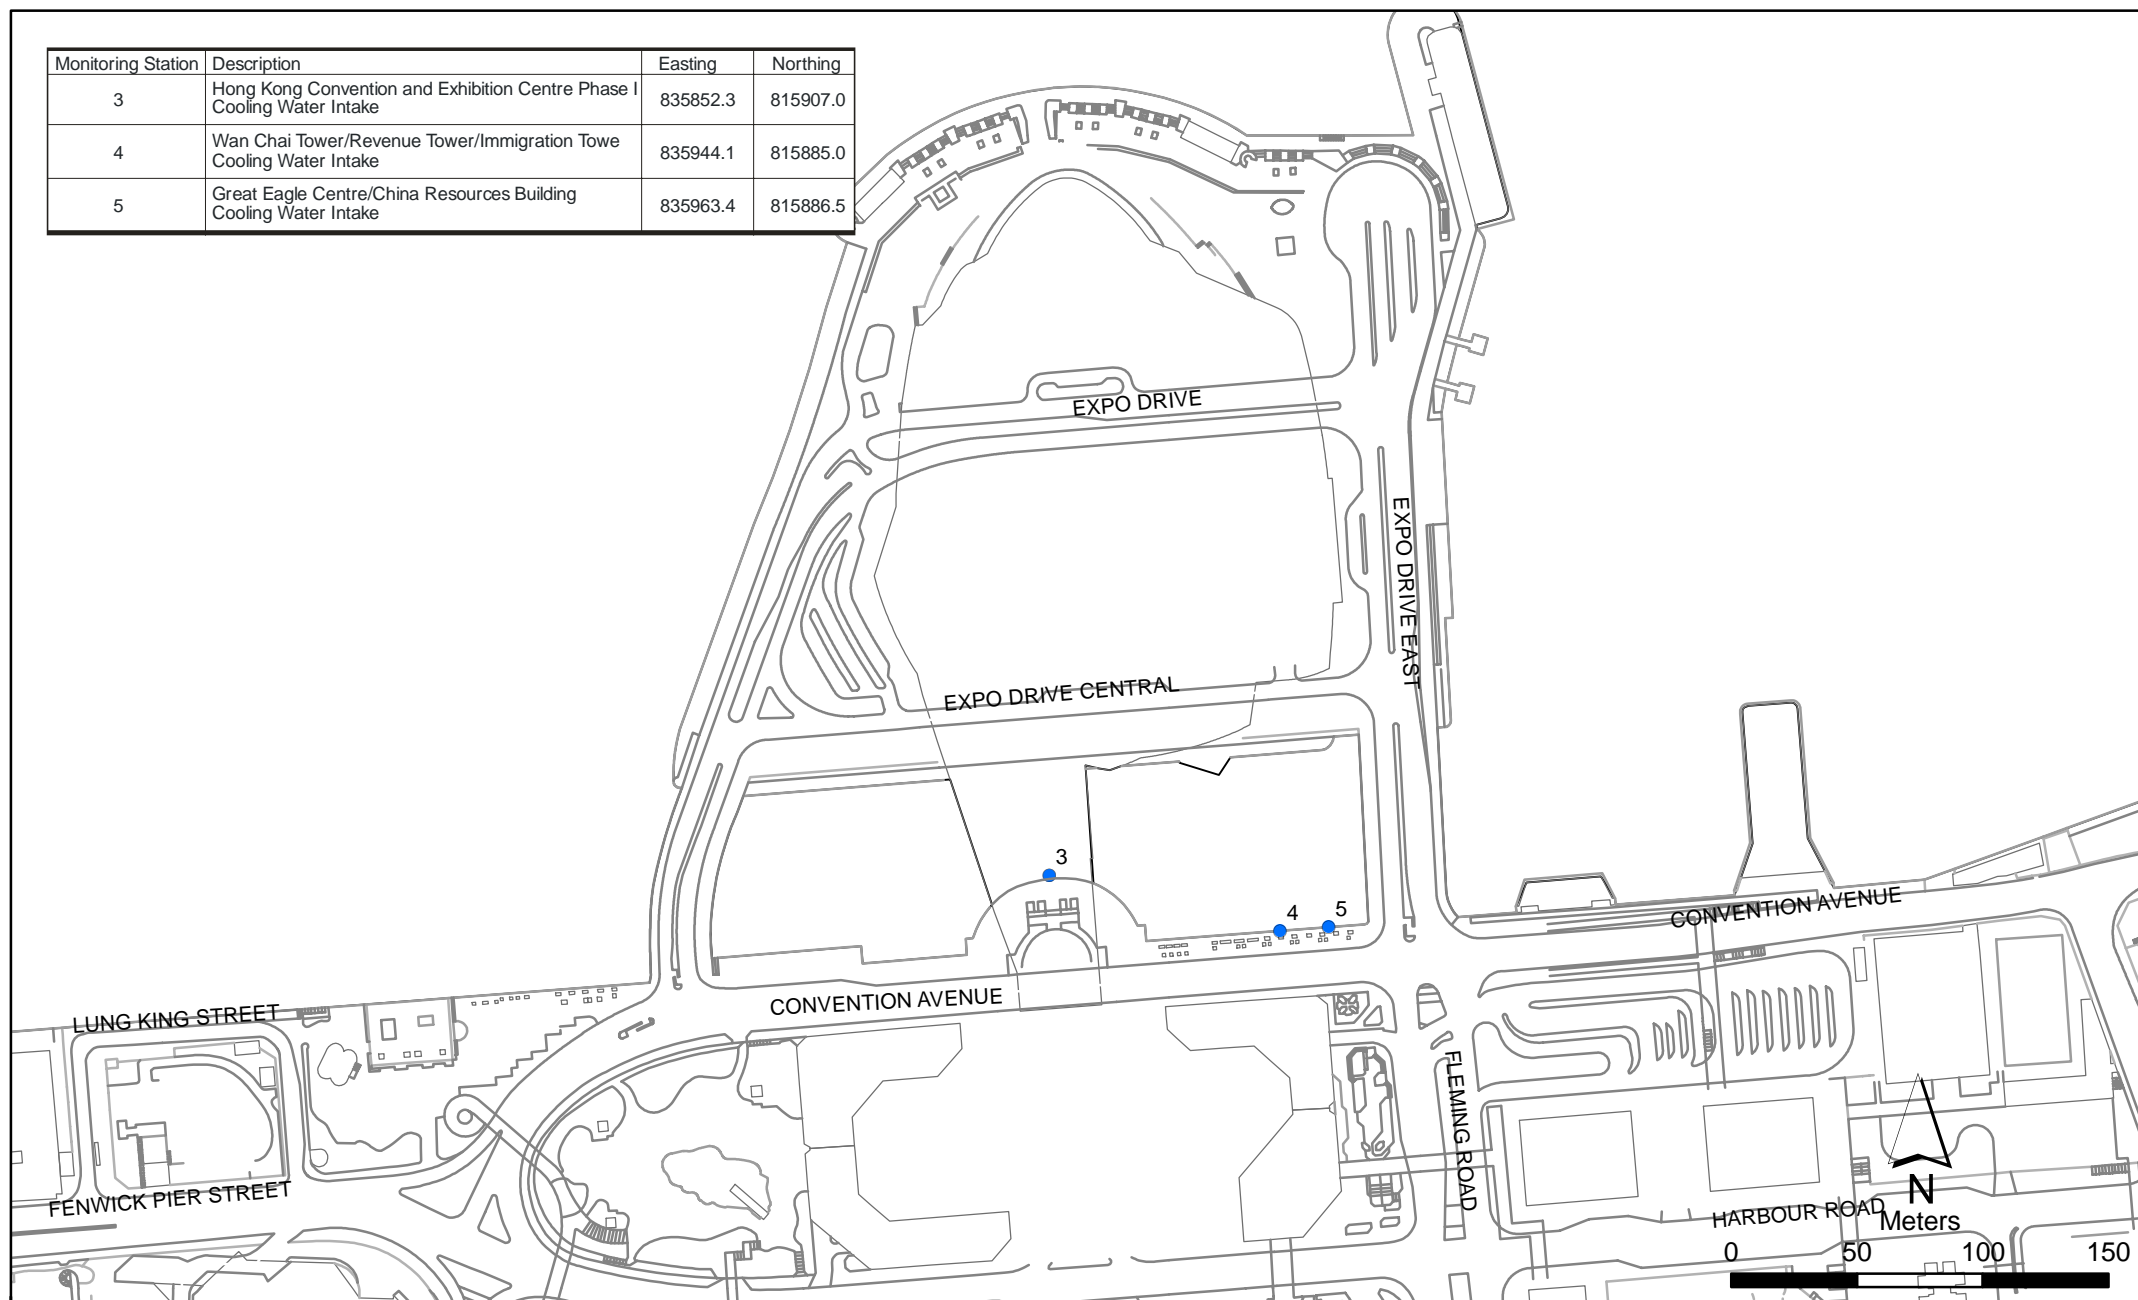 Monitoring Station Description Easting Northing
3 Hong Kong Convention and Exhibition Centre Phase I 835852.3 815907.0
Cooling Water Intake
4 Wan Chai Tower/Revenue Tower/Immigration Towe 835944.1 815885.0
Cooling Water Intake
5 Great Eagle Centre/China Resources Building 835963.4 815886.5
Cooling Water Intake
EXPO DRIVE
EXPO DRIVE EAST
EXPO DRIVE CENTRAL
3
4
5
CONVENTION AVENUE
CONVENTION AVENUE
LUNG KING STREET
FLEMING ROAD
FENWICK PIER STREET
HARBOUR ROAD
N
Meters
0 50 100 150